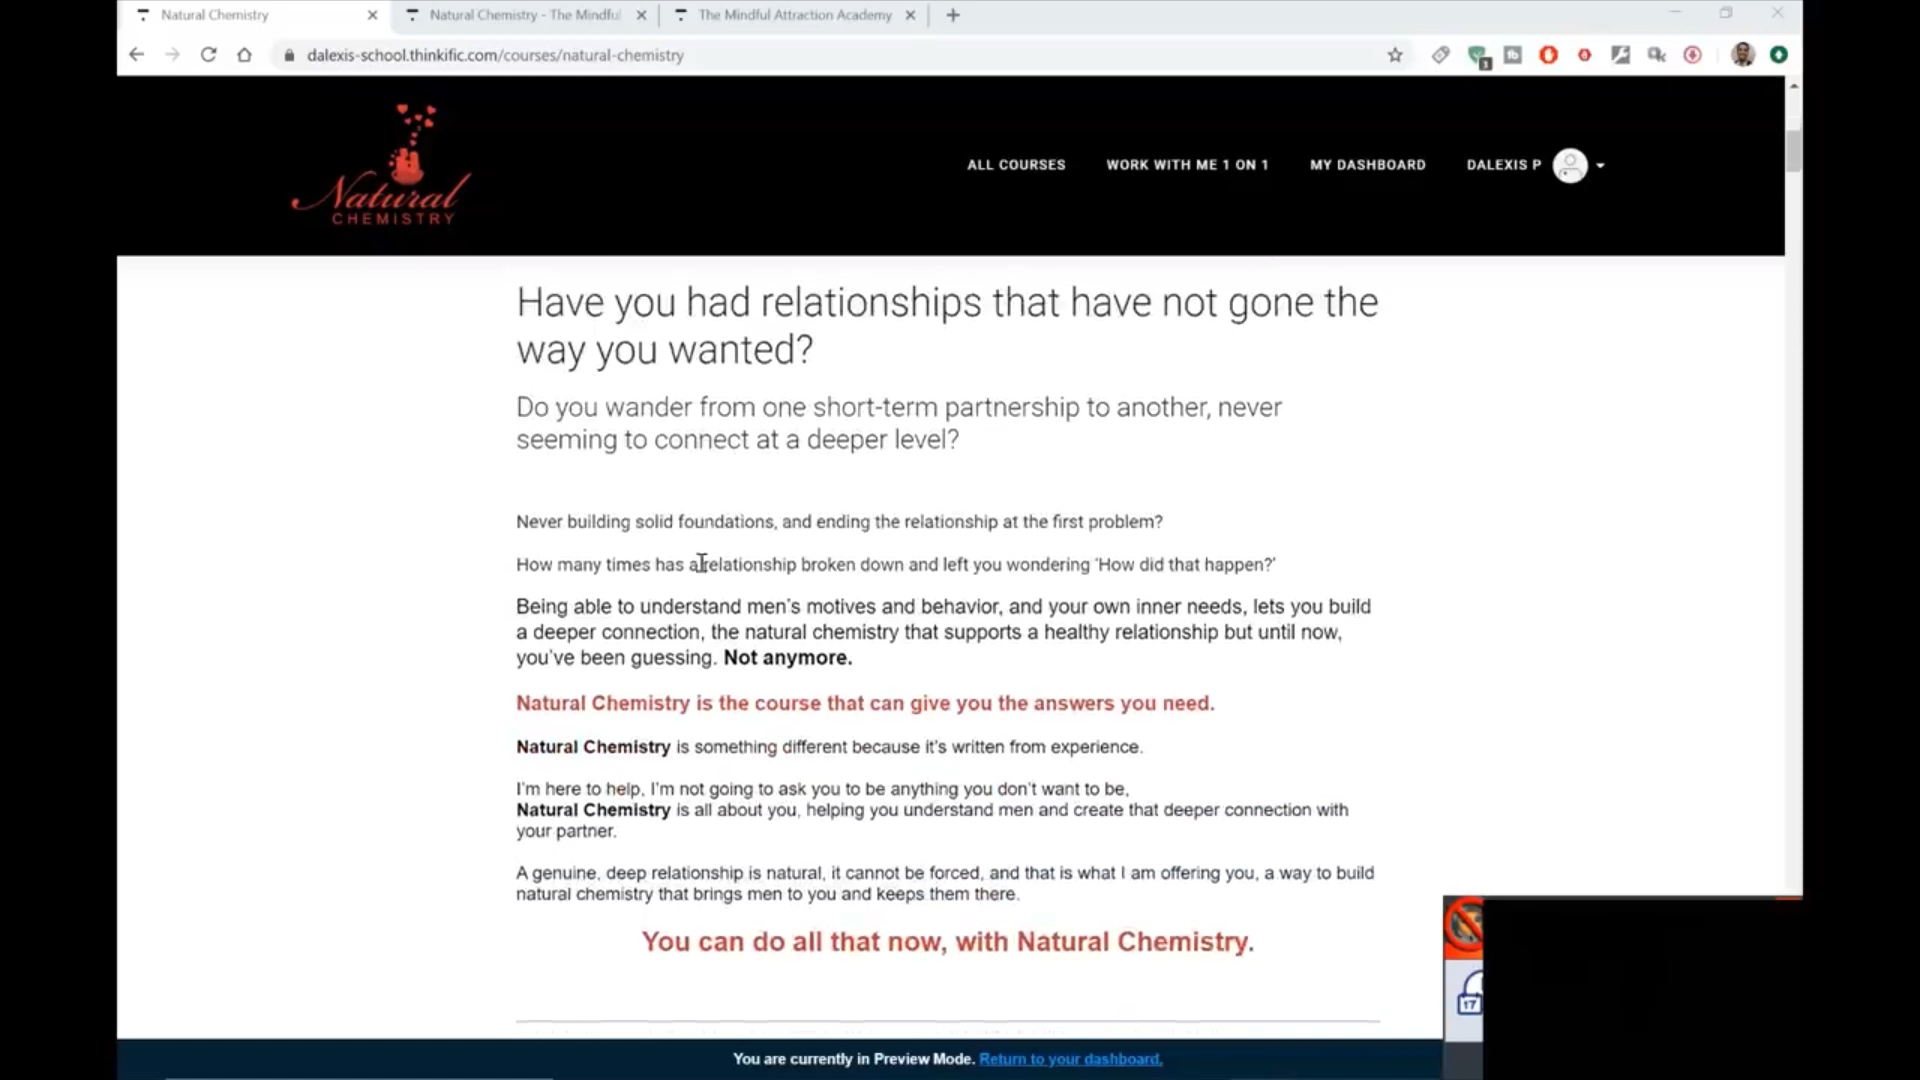 Natural Chemistry
Natural Chemistry - The Mindful
The Mindful Attraction Academy
dalexis-school.thinkific.com/courses/natural-chemistry
Natural
CHEMISTRY
ALL COURSES
WORK WITH ME 1 ON 1
MY DASHBOARD
DALEXIS P
Have you had relationships that have not gone the
way you wanted?
Do you wander from one short-term partnership to another, never
seeming to connect at a deeper level?
Never building solid foundations, and ending the relationship at the first problem?
How many times has a relationship broken down and left you wondering 'How did that happen?'
Being able to understand men's motives and behavior, and your own inner needs, lets you build
a deeper connection, the natural chemistry that supports a healthy relationship but until now,
you've been guessing. Not anymore.
Natural Chemistry is the course that can give you the answers you need.
Natural Chemistry is something different because it's written from experience.
I'm here to help, I'm not going to ask you to be anything you don't want to be,
Natural Chemistry is all about you, helping you understand men and create that deeper connection with
your partner.
A genuine, deep relationship is natural, it cannot be forced, and that is what I am offering you, a way to build
natural chemistry that brings men to you and keeps them there.
You can do all that now, with Natural Chemistry.
17
You are currently in Preview Mode. Return to your dashboard.